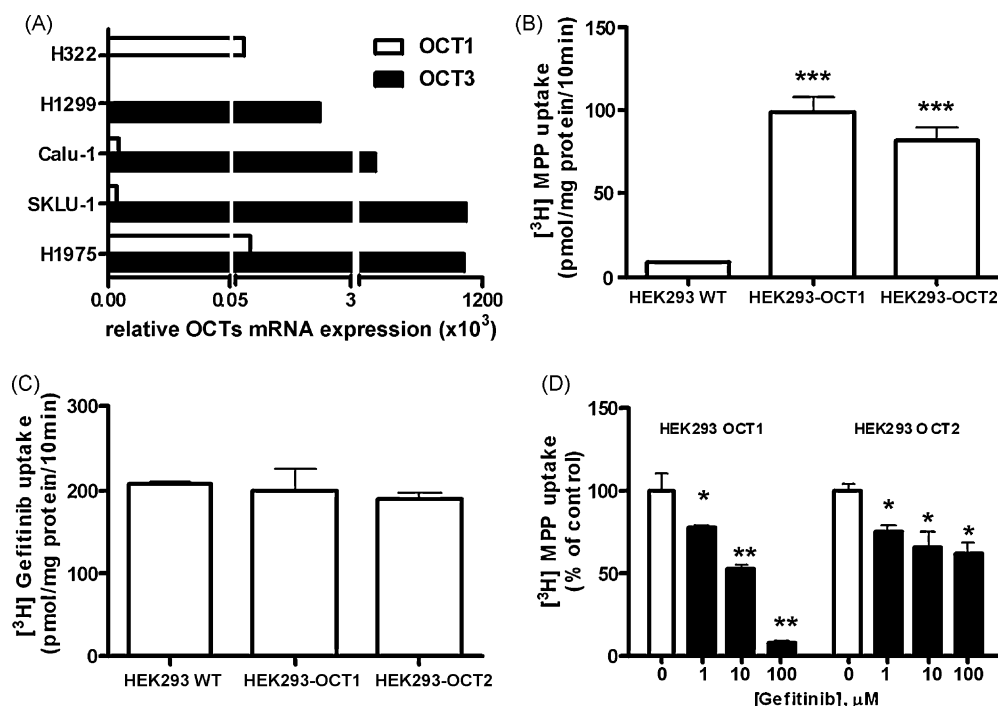 (A)
H322
H1299
Calu-1
SKLU-1
H1975
OCT1
OCT3
0.00 0.05 3 1200
relative OCTs mRNA expression (x10³)
(B)
[³H] MPP uptake
(pmol/mg protein/10min)
150
100
50
0
***
***
HEK293 WT HEK293-OCT1 HEK293-OCT2
(C)
[³H] Gefitinib uptake
(pmol/mg protein/10min)
300
200
100
0
HEK293 WT HEK293-OCT1 HEK293-OCT2
(D)
[³H] MPP uptake
(% of control)
150
100
50
0
HEK293 OCT1 HEK293 OCT2
* ** ** * * *
0 1 10 100 0 1 10 100
[Gefitinib], µM